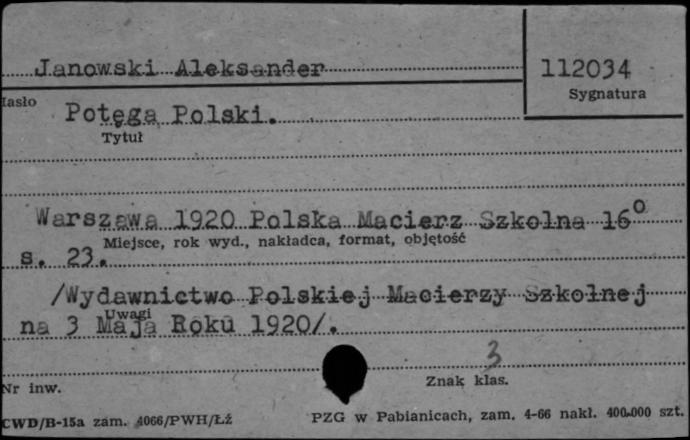 Janowski Aleksander
112034
Hasło
Sygnatura
Potęga Polski.
Tytuł
Warszawa 1920 Polska Macierz Szkolna 16°
Miejsce, rok wyd., nakładca, format, objętość
s. 23.
/Wydawnictwo Polskiej Macierzy Szkolnej
Uwagi
na 3 Maja Roku 1920/.
3
Nr inw.
Znak klas.
CWD/B-15a zam. 4066/PWH/Łź
PZG w Pabianicach, zam. 4-66 nakł. 400.000 szt.